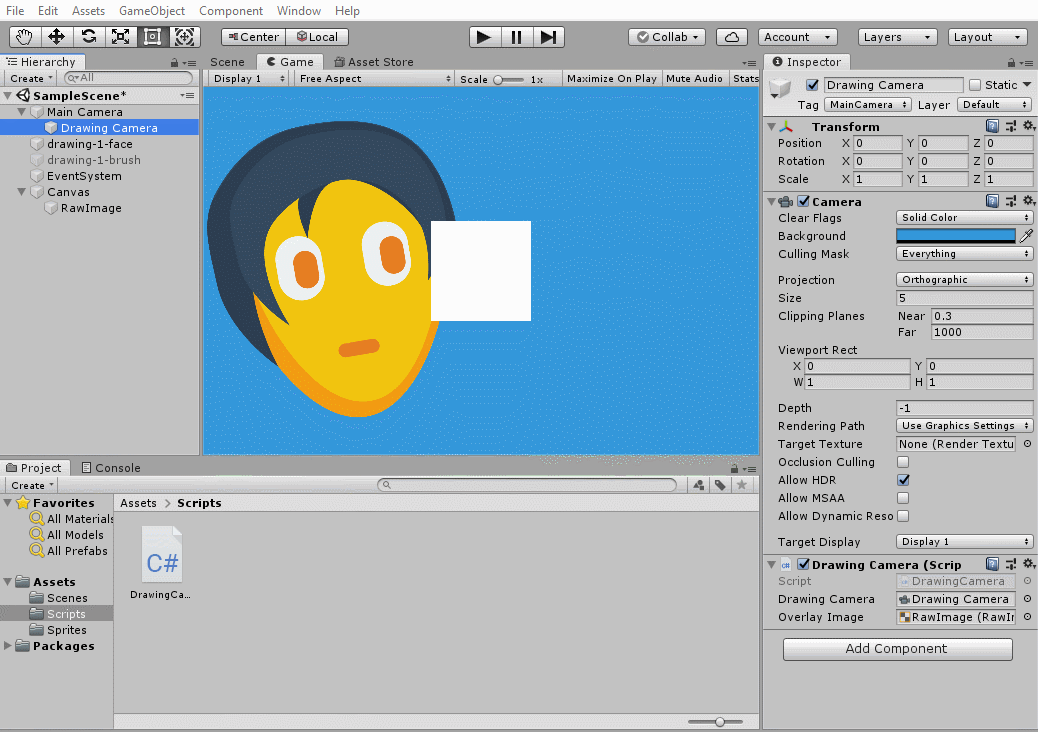 File Edit Assets GameObject Component Window Help
Center Local Collab Account Layers Layout
Hierarchy
Create All
SampleScene*
Main Camera
Drawing Camera
drawing-1-face
drawing-1-brush
EventSystem
Canvas
RawImage
Scene Game Asset Store
Display 1 Free Aspect Scale 1x Maximize On Play Mute Audio Stats
Inspector
Drawing Camera Static
Tag MainCamera Layer Default
Transform
Position X 0 Y 0 Z 0
Rotation X 0 Y 0 Z 0
Scale X 1 Y 1 Z 1
Camera
Clear Flags Solid Color
Background
Culling Mask Everything
Projection Orthographic
Size 5
Clipping Planes Near 0.3
Far 1000
Viewport Rect
X 0 Y 0
W 1 H 1
Depth -1
Rendering Path Use Graphics Settings
Target Texture None (Render Textu
Occlusion Culling
Allow HDR
Allow MSAA
Allow Dynamic Reso
Target Display Display 1
Drawing Camera (Scrip
Script DrawingCamera
Drawing Camera Drawing Camera
Overlay Image RawImage (RawIr
Add Component
Project Console
Create
Favorites
All Materials
All Models
All Prefabs
Assets
Scenes
Scripts
Sprites
Packages
Assets > Scripts
C#
DrawingCa...